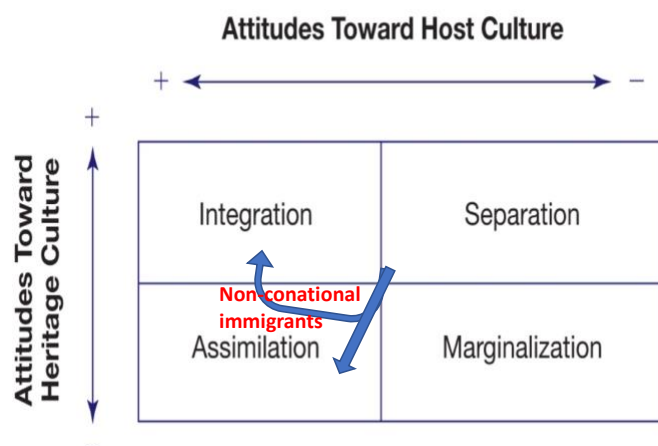 Attitudes Toward Host Culture
+ −
+
Attitudes Toward
Heritage Culture
Integration Separation
Non-conational
immigrants
Assimilation Marginalization
−